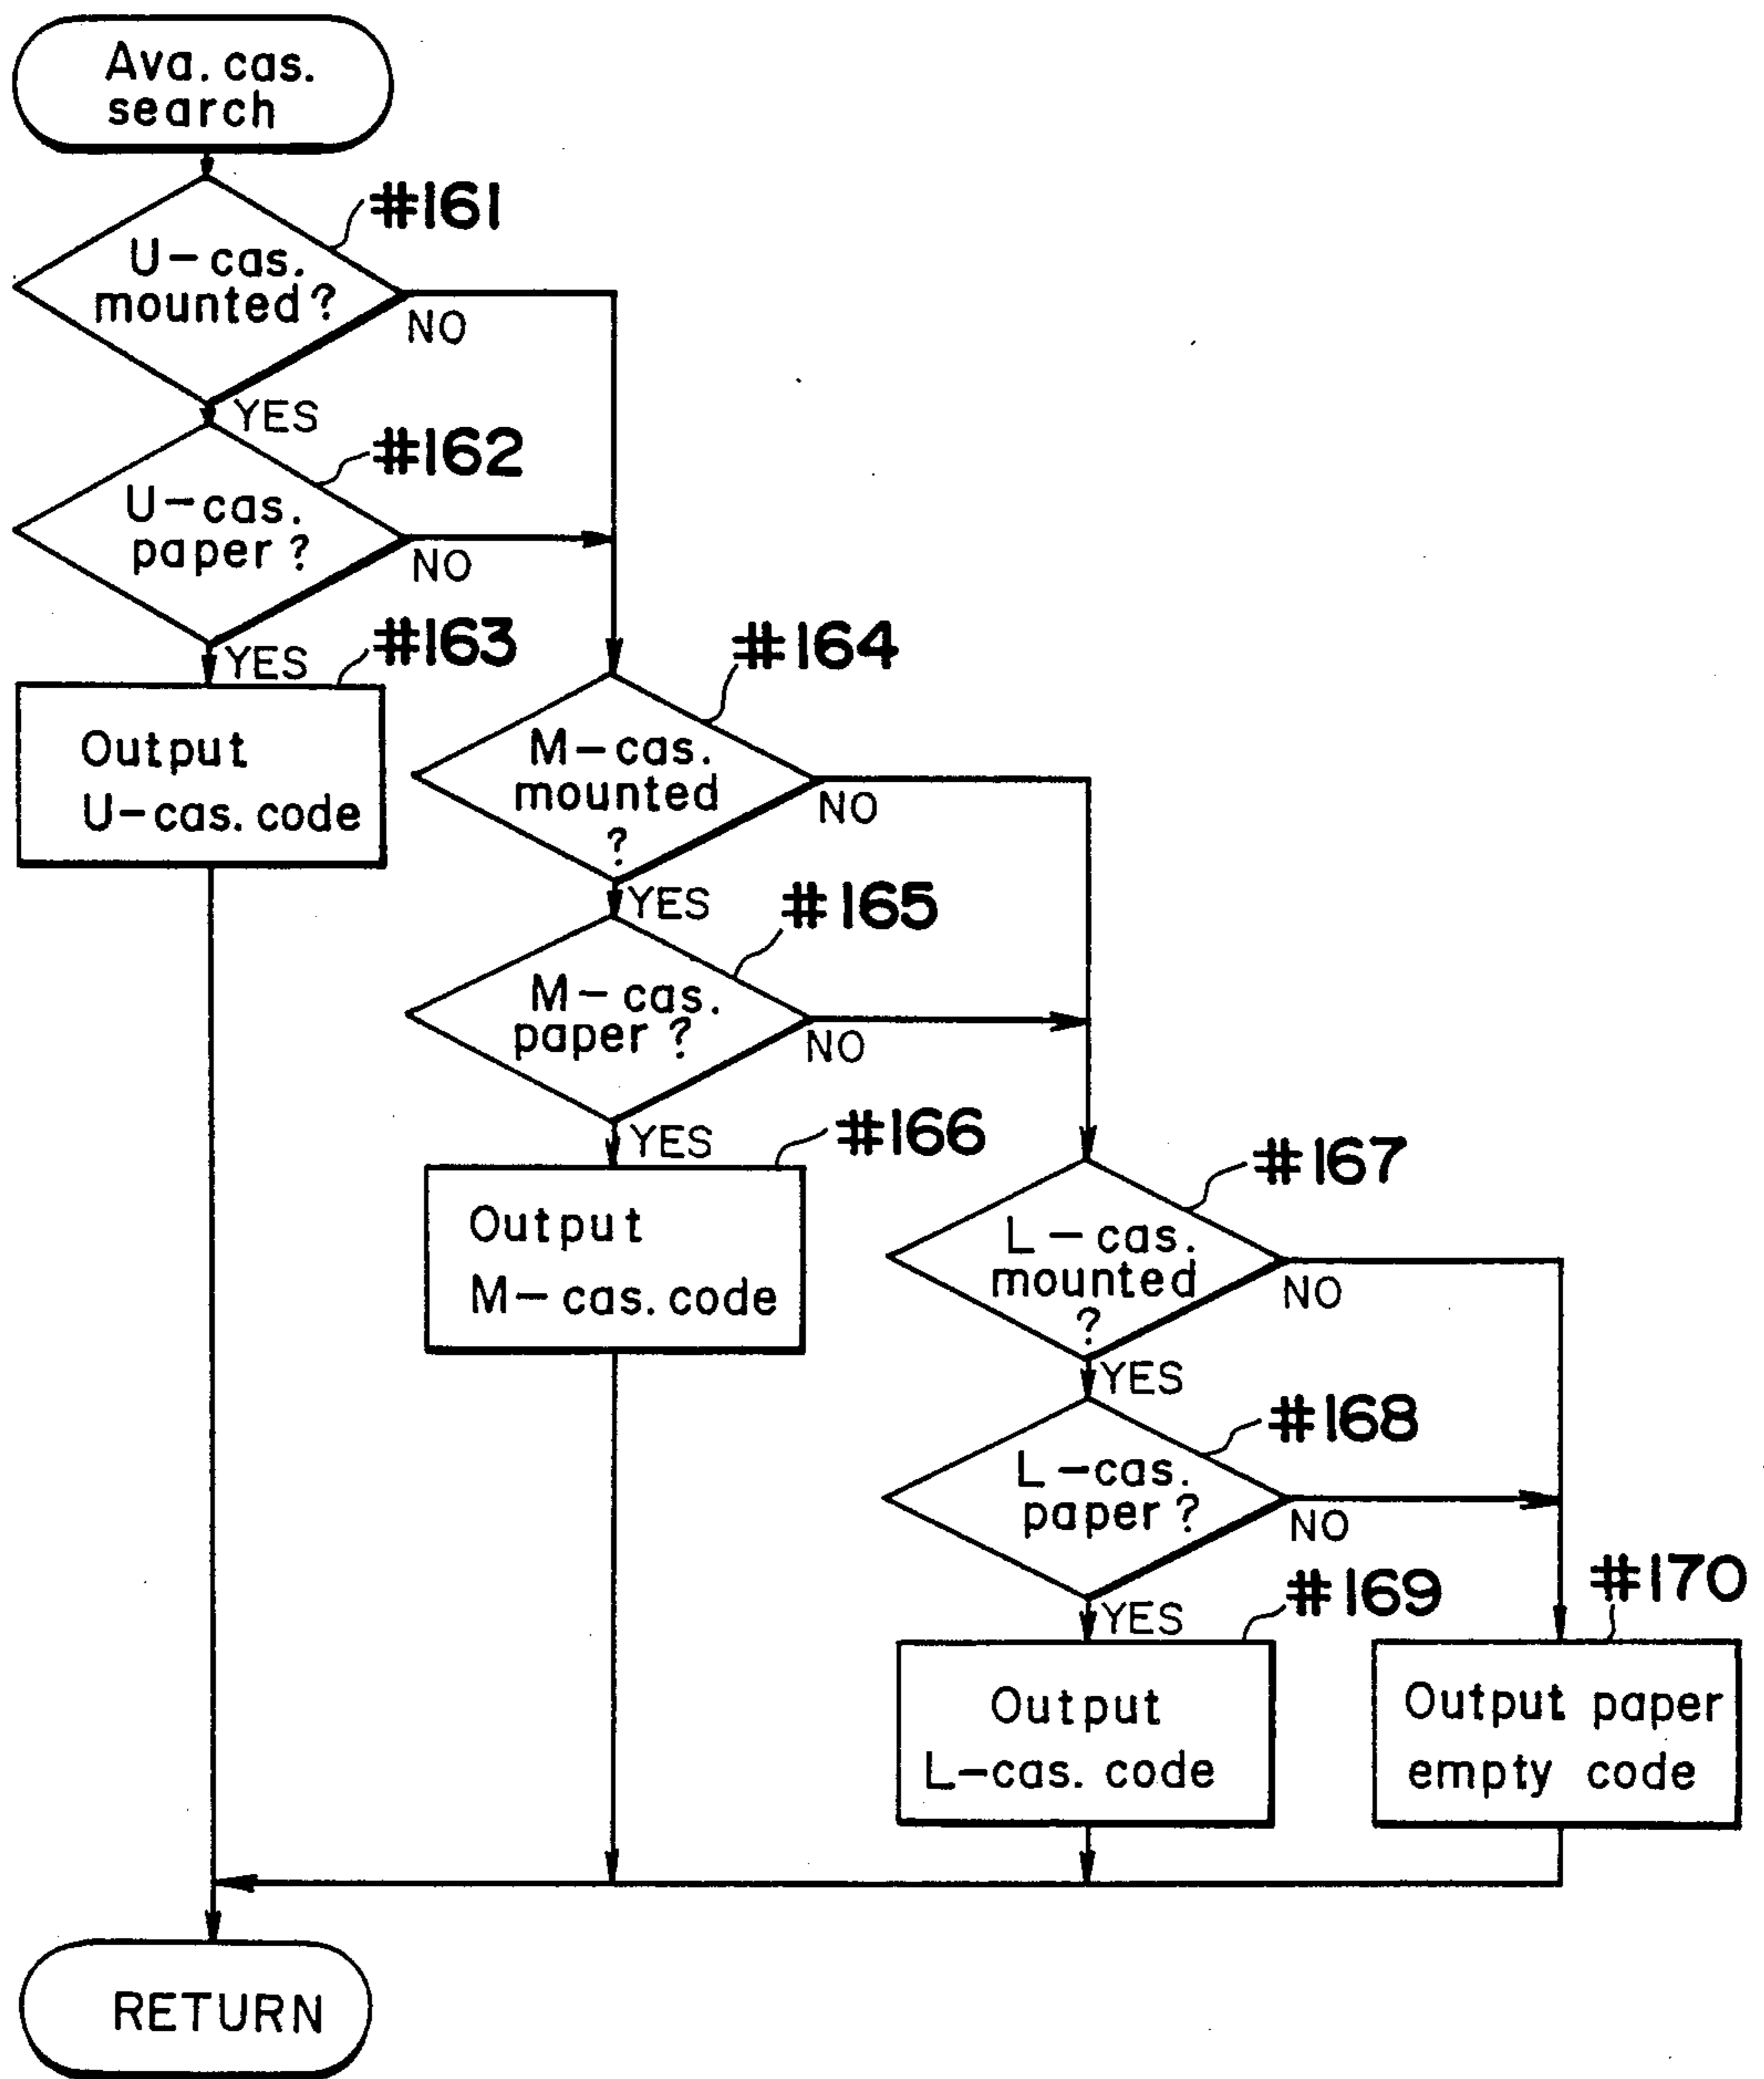 Ava. cas.
search
#161
U-cas.
mounted?
NO
YES
#162
U-cas.
paper?
NO
YES
#163
Output
U-cas. code
#164
M-cas.
mounted
?
NO
YES
#165
M-cas.
paper?
NO
YES
#166
Output
M-cas. code
#167
L-cas.
mounted
?
NO
YES
#168
L-cas.
paper?
NO
YES
#169
Output
L-cas. code
#170
Output paper
empty code
RETURN